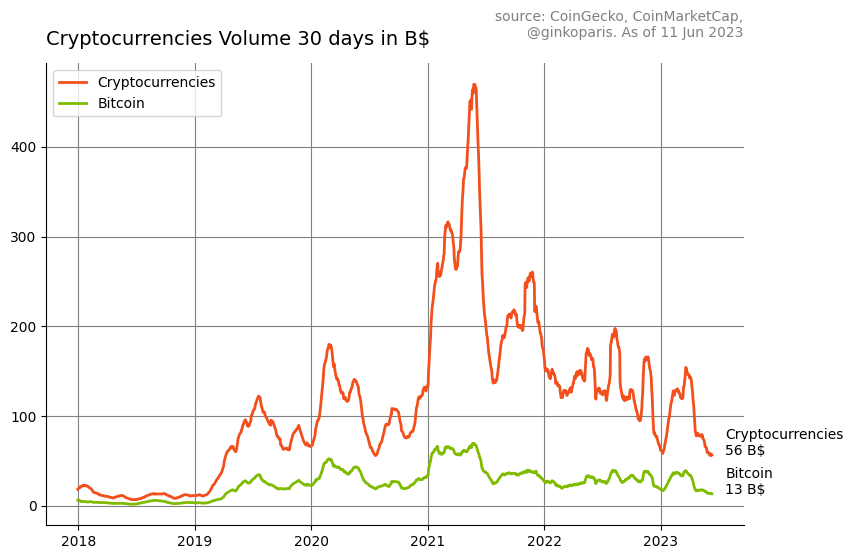 source: CoinGecko, CoinMarketCap,
@ginkoparis. As of 11 Jun 2023
Cryptocurrencies Volume 30 days in B$
Cryptocurrencies
Bitcoin
400
300
200
100
0
Cryptocurrencies
56 B$
Bitcoin
13 B$
2018 2019 2020 2021 2022 2023